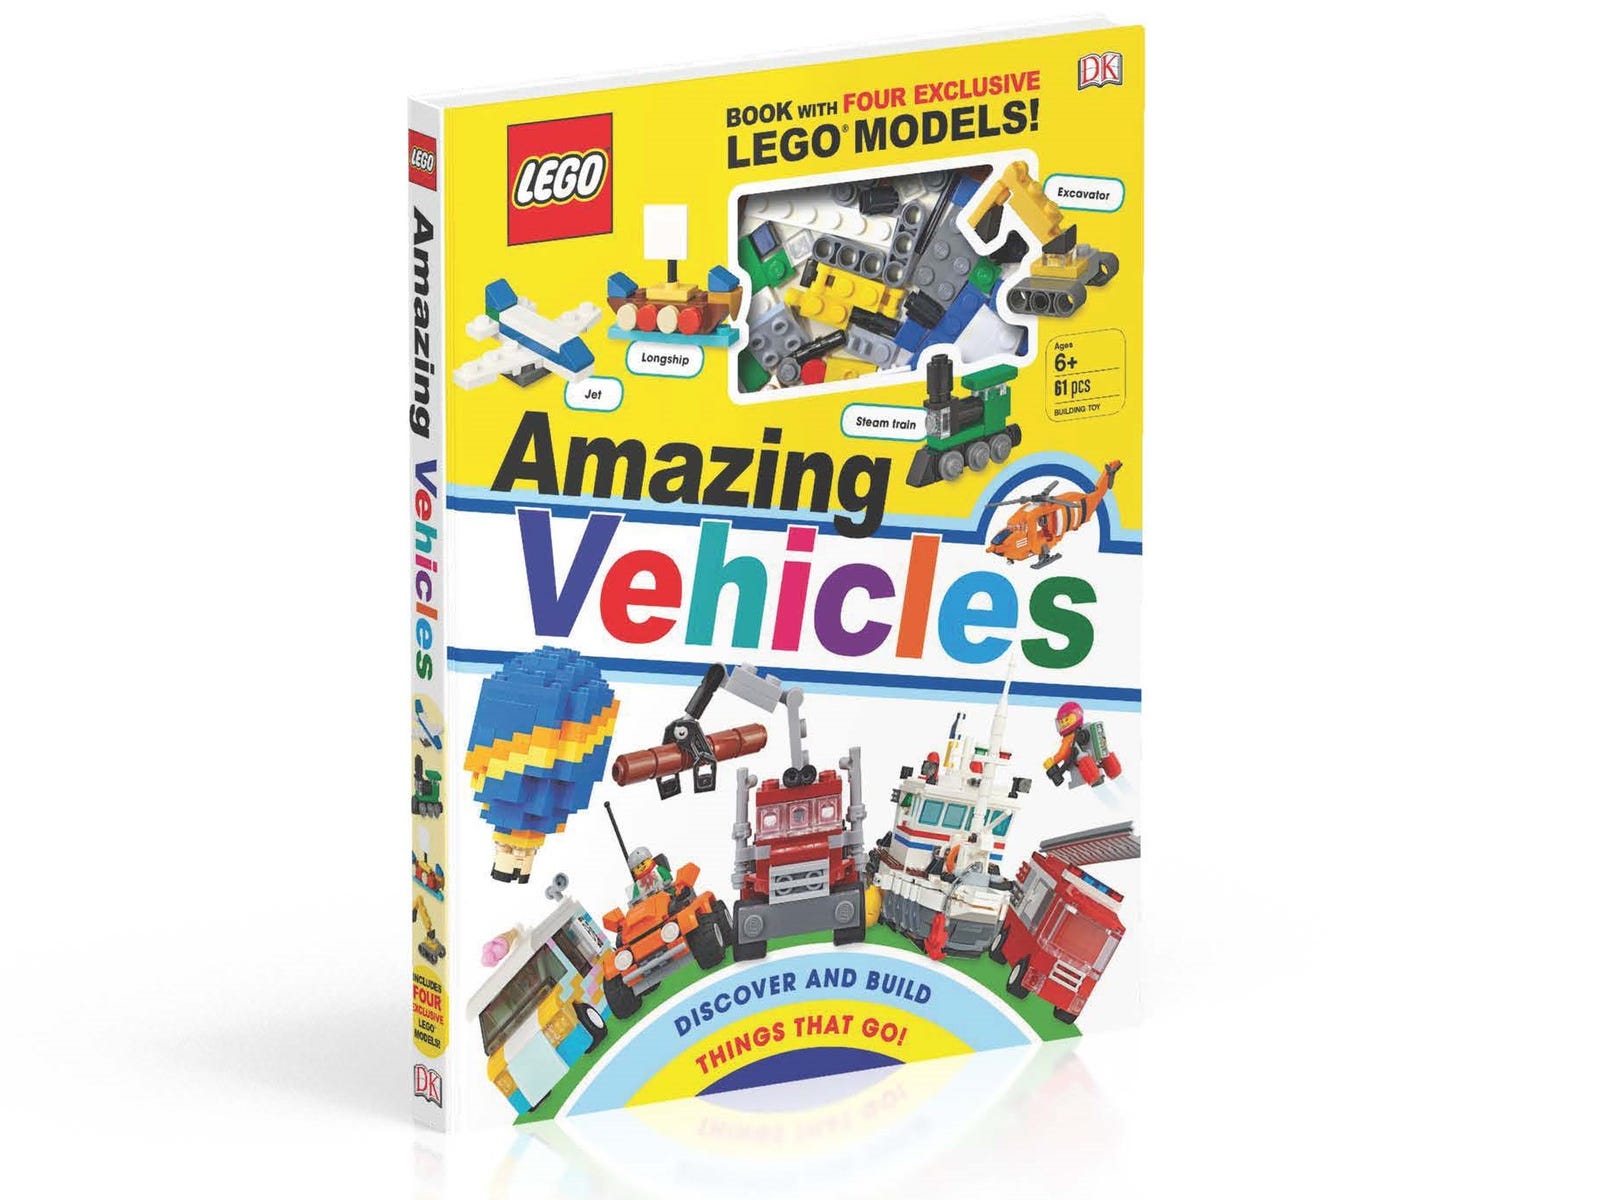 DK
BOOK WITH FOUR EXCLUSIVE
LEGO® MODELS!
LEGO
Excavator
Longship
Jet
Ages
6+
61 pcs
BUILDING TOY
Steam train
Amazing
Vehicles
DISCOVER AND BUILD
THINGS THAT GO!
LEGO
Amazing Vehicles
INCLUDES
FOUR
EXCLUSIVE
LEGO®
MODELS!
DK